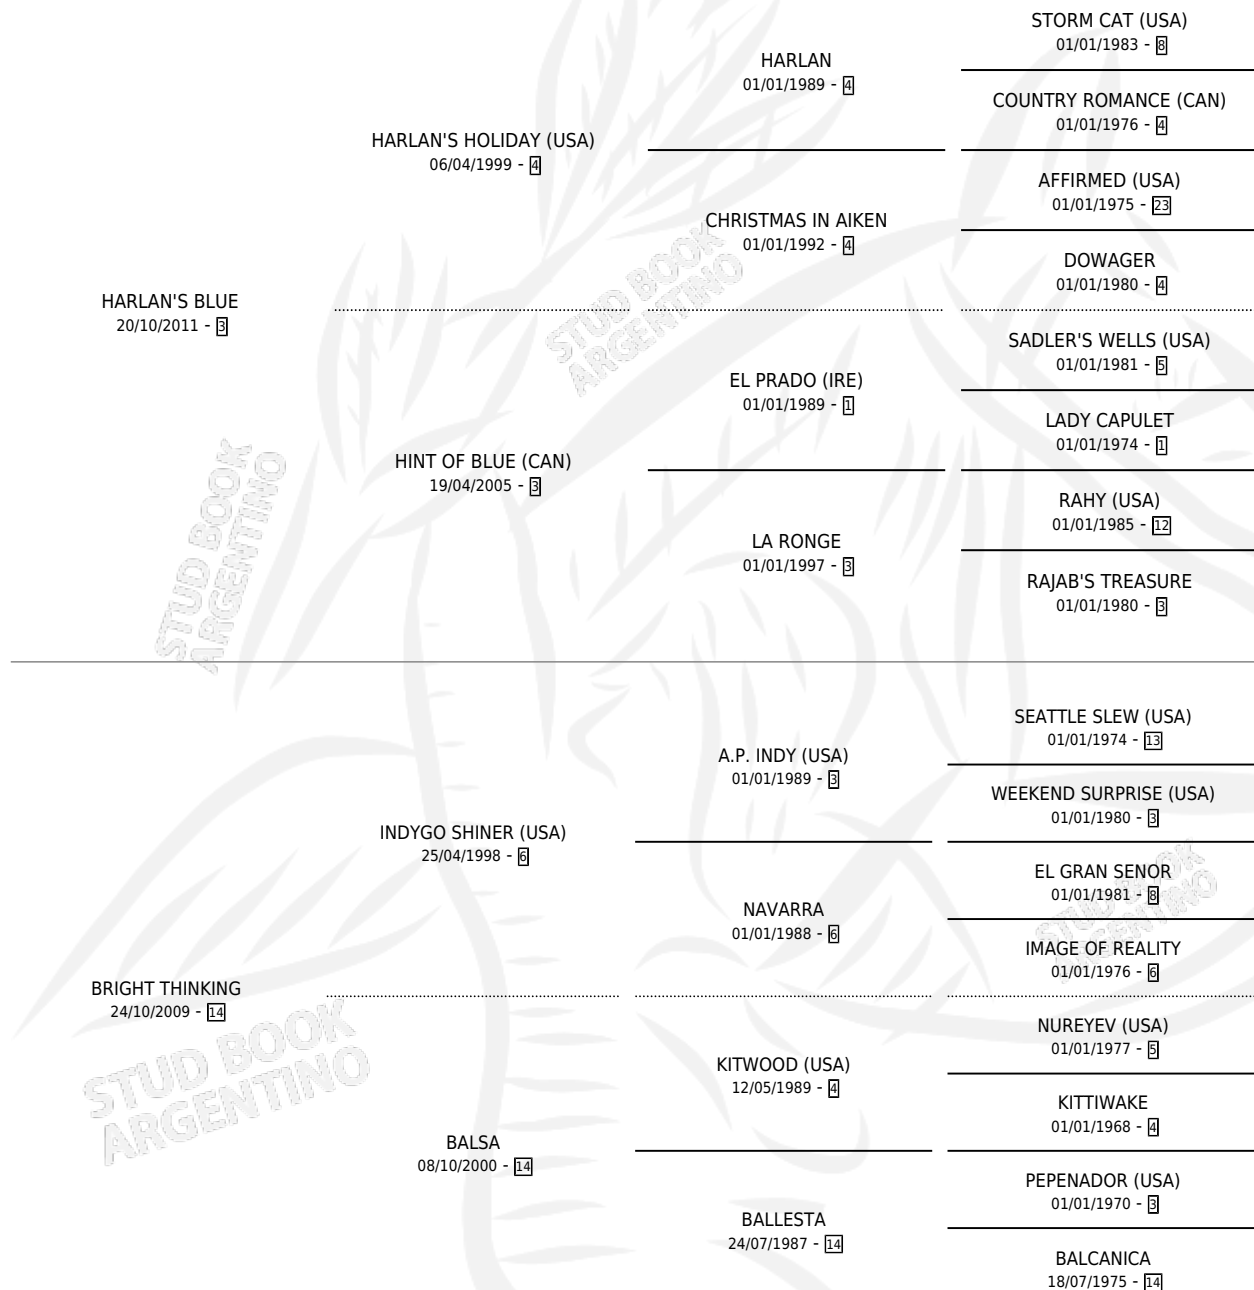 STORM CAT (USA)
01/01/1983 - 8
HARLAN
01/01/1989 - 4
COUNTRY ROMANCE (CAN)
01/01/1976 - 4
HARLAN'S HOLIDAY (USA)
06/04/1999 - 4
AFFIRMED (USA)
01/01/1975 - 23
CHRISTMAS IN AIKEN
01/01/1992 - 4
DOWAGER
01/01/1980 - 4
HARLAN'S BLUE
20/10/2011 - 3
STUD BOOK
ARGENTINO
SADLER'S WELLS (USA)
01/01/1981 - 5
EL PRADO (IRE)
01/01/1989 - 1
LADY CAPULET
01/01/1974 - 1
HINT OF BLUE (CAN)
19/04/2005 - 3
RAHY (USA)
01/01/1985 - 12
LA RONGE
01/01/1997 - 3
RAJAB'S TREASURE
01/01/1980 - 3
STUD BOOK
ARGENTINO
SEATTLE SLEW (USA)
01/01/1974 - 13
A.P. INDY (USA)
01/01/1989 - 3
WEEKEND SURPRISE (USA)
01/01/1980 - 3
INDYGO SHINER (USA)
25/04/1998 - 6
EL GRAN SENOR
01/01/1981 - 8
NAVARRA
01/01/1988 - 6
STUD BOOK
ARGENTINO
IMAGE OF REALITY
01/01/1976 - 6
BRIGHT THINKING
24/10/2009 - 14
NUREYEV (USA)
01/01/1977 - 5
KITWOOD (USA)
12/05/1989 - 4
KITTIWAKE
01/01/1968 - 4
STUD BOOK
ARGENTINO
BALSA
08/10/2000 - 14
PEPENADOR (USA)
01/01/1970 - 3
BALLESTA
24/07/1987 - 14
BALCANICA
18/07/1975 - 14